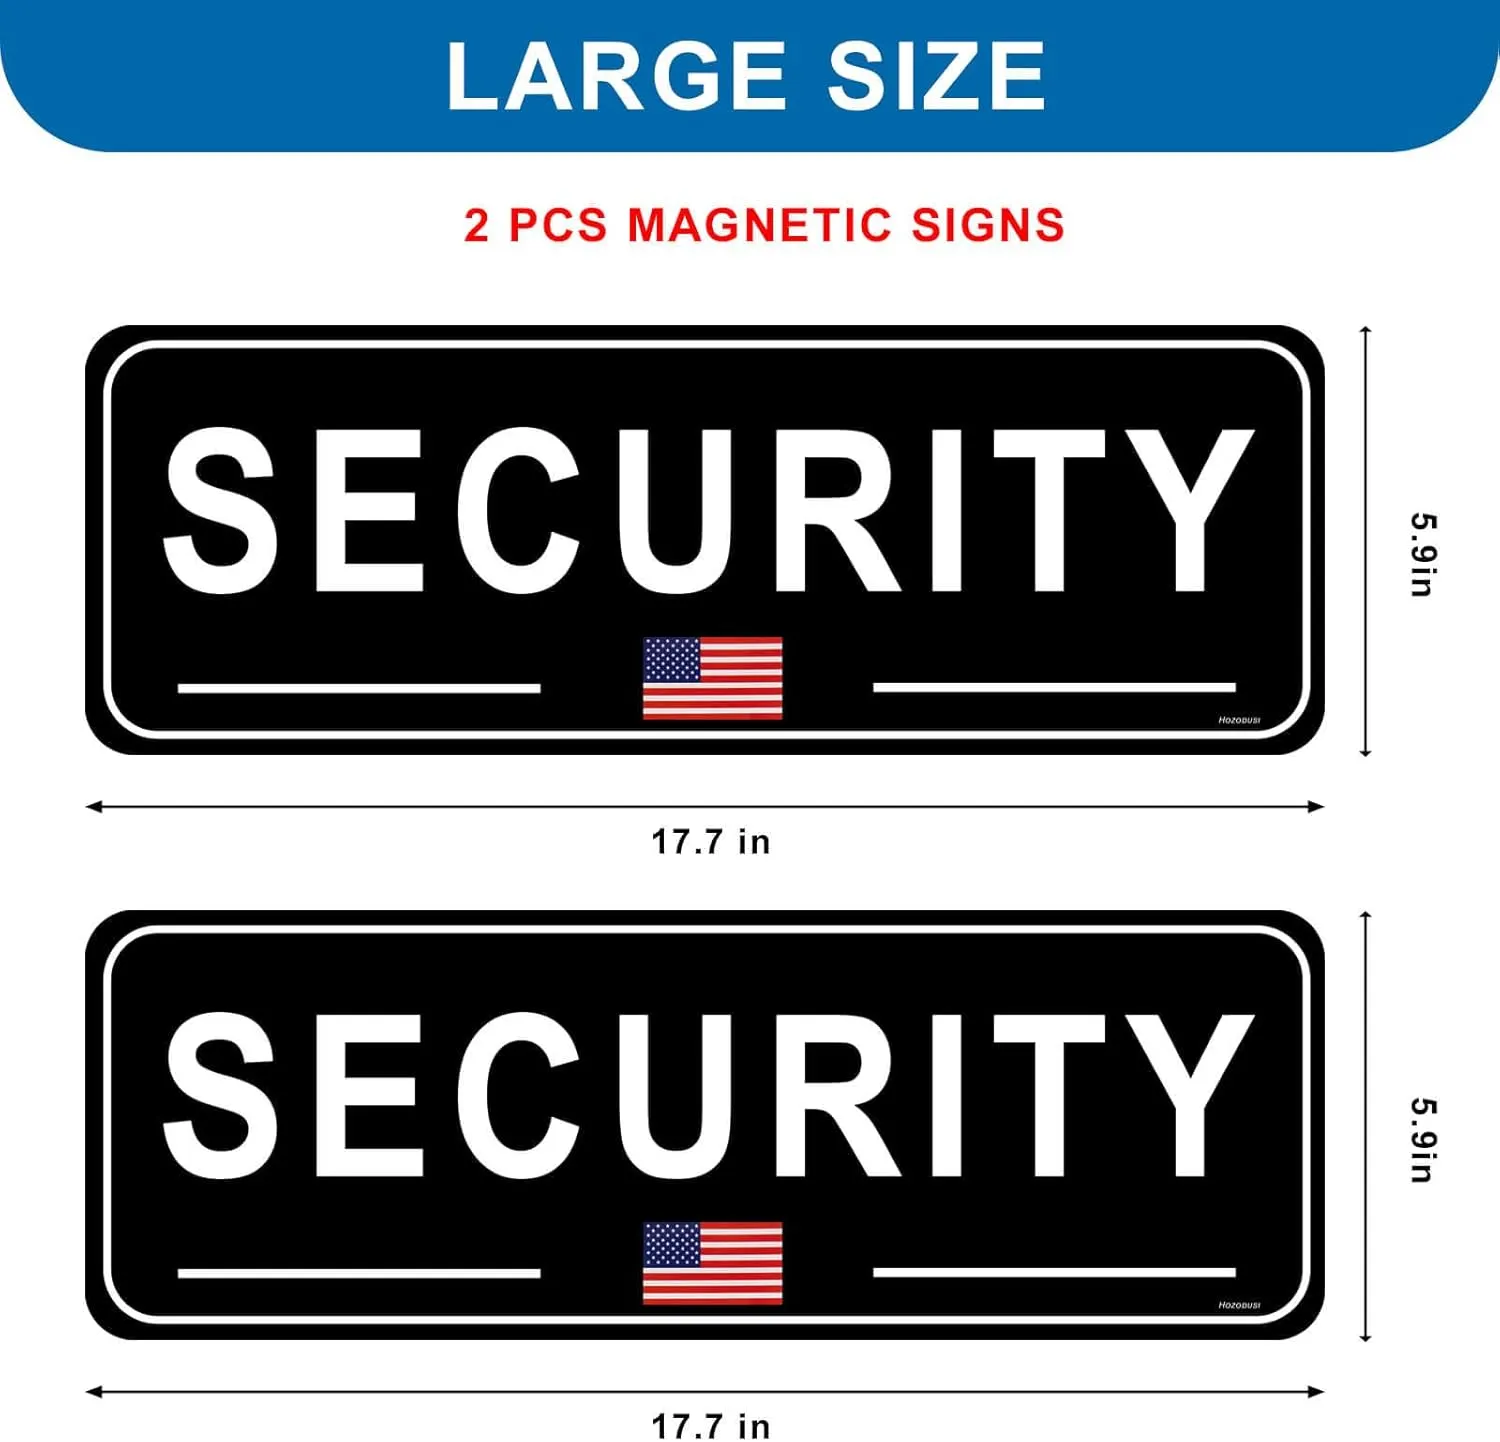 LARGE SIZE
2 PCS MAGNETIC SIGNS
SECURITY
HOZODUSI
5.9in
17.7 in
SECURITY
HOZODUSI
5.9in
17.7 in